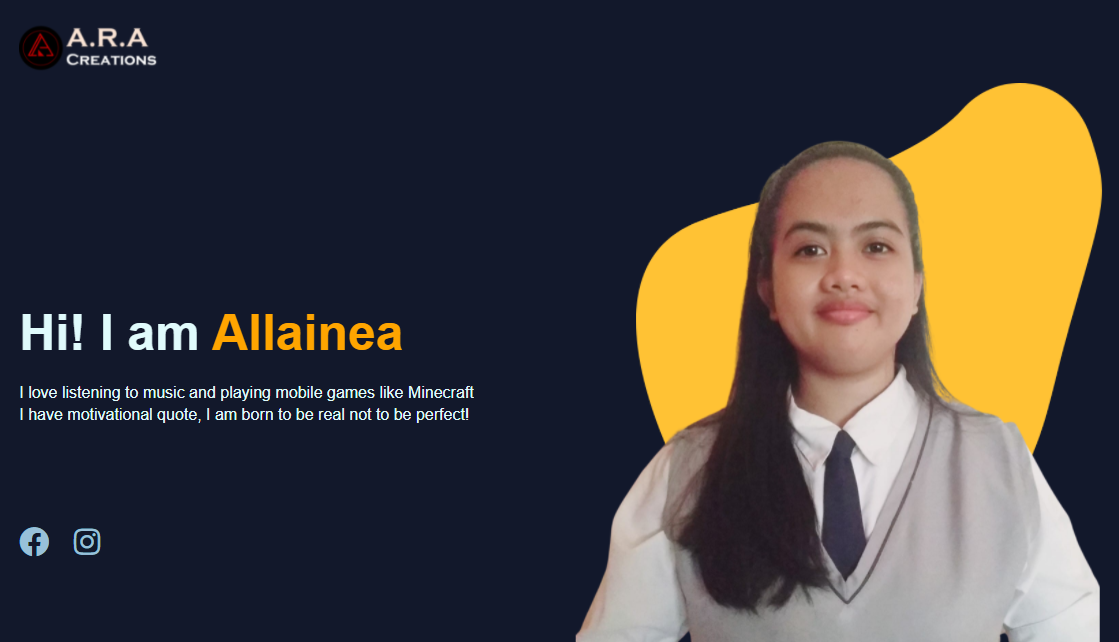 A.R.A
CREATIONS
Hi! I am Allainea
I love listening to music and playing mobile games like Minecraft
I have motivational quote, I am born to be real not to be perfect!